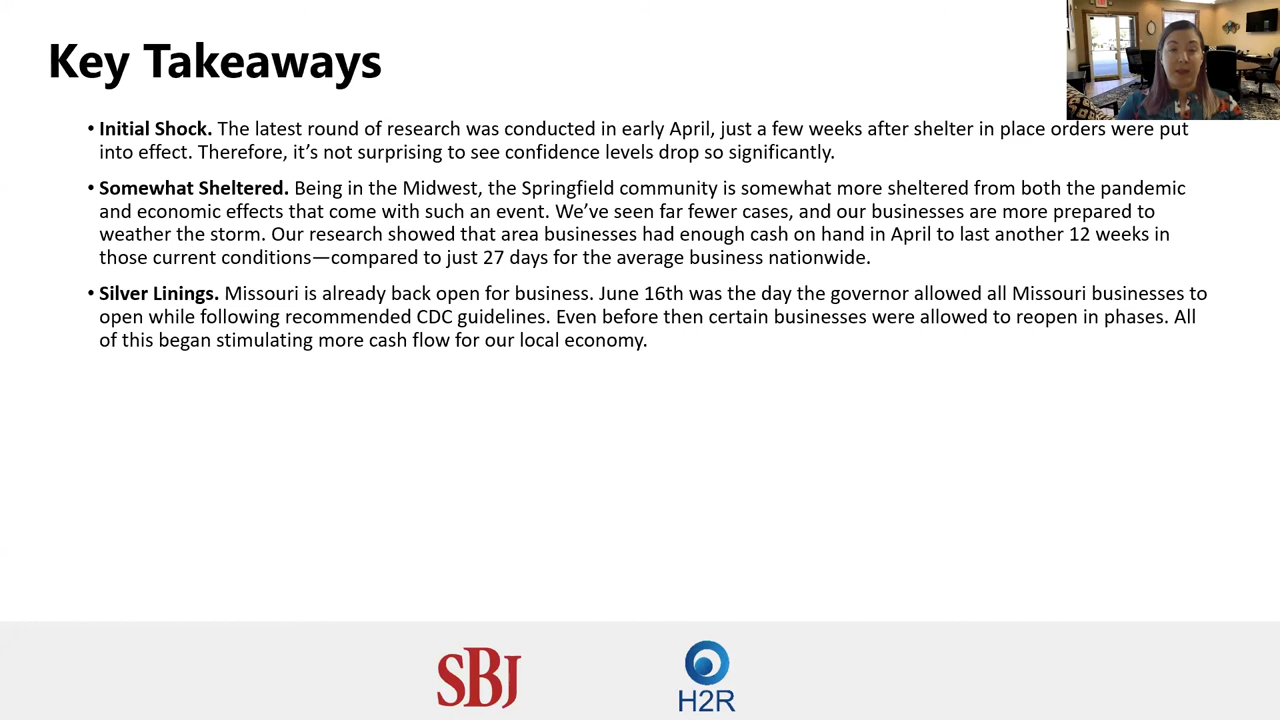 Key Takeaways
• Initial Shock. The latest round of research was conducted in early April, just a few weeks after shelter in place orders were put
into effect. Therefore, it’s not surprising to see confidence levels drop so significantly.
• Somewhat Sheltered. Being in the Midwest, the Springfield community is somewhat more sheltered from both the pandemic
and economic effects that come with such an event. We’ve seen far fewer cases, and our businesses are more prepared to
weather the storm. Our research showed that area businesses had enough cash on hand in April to last another 12 weeks in
those current conditions—compared to just 27 days for the average business nationwide.
• Silver Linings. Missouri is already back open for business. June 16th was the day the governor allowed all Missouri businesses to
open while following recommended CDC guidelines. Even before then certain businesses were allowed to reopen in phases. All
of this began stimulating more cash flow for our local economy.
SBJ
H2R